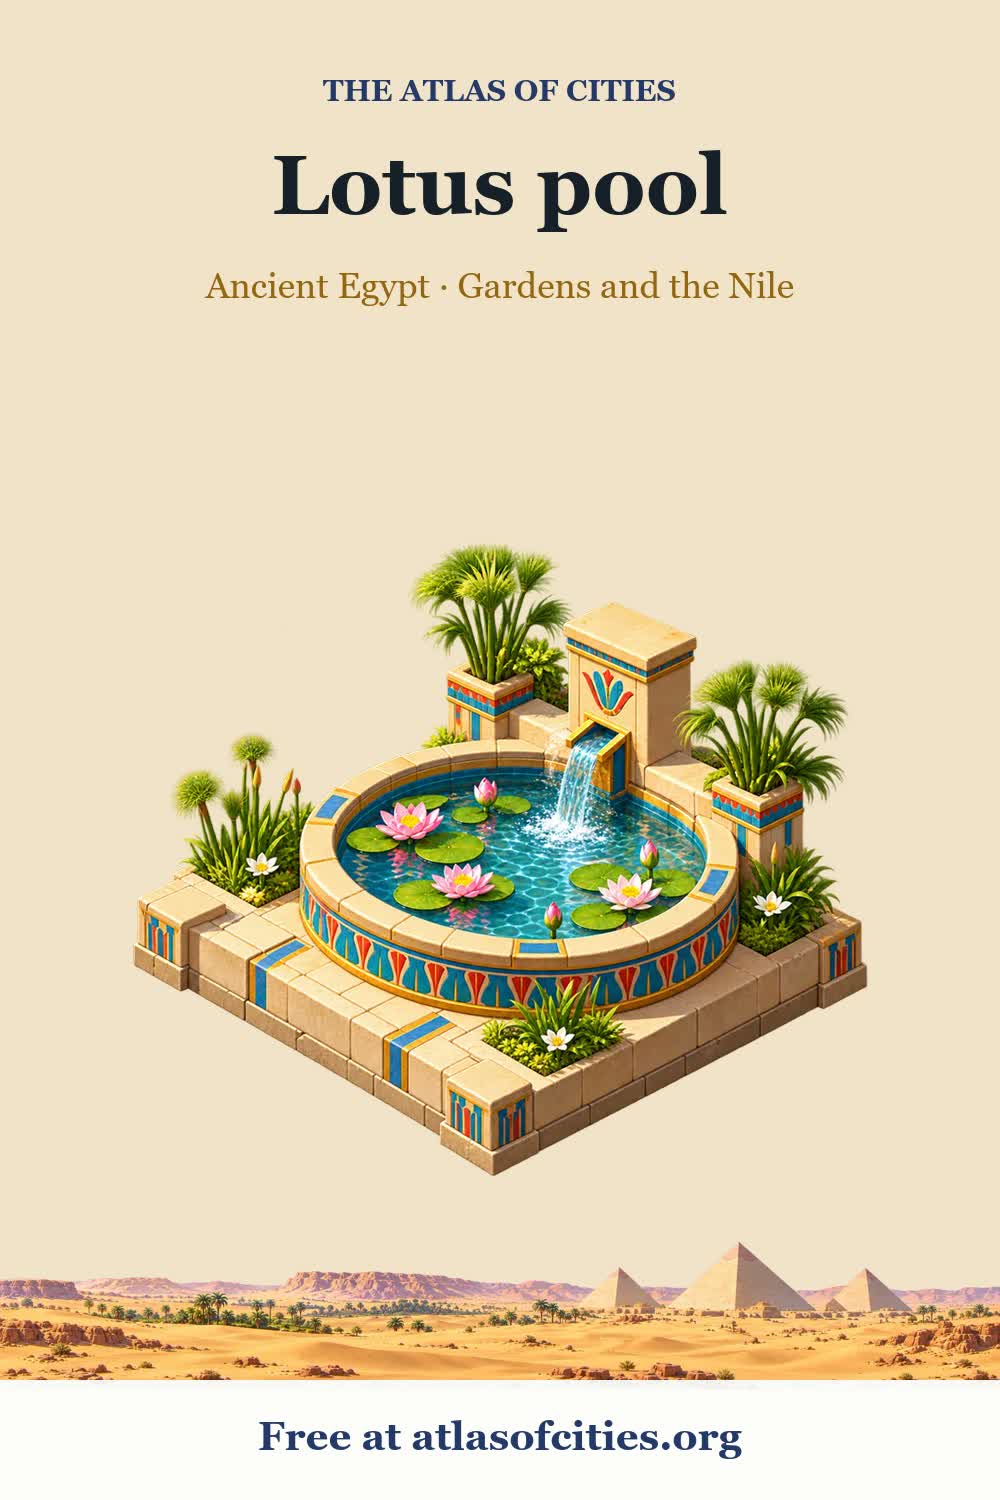 THE ATLAS OF CITIES
Lotus pool
Ancient Egypt · Gardens and the Nile
Free at atlasofcities.org